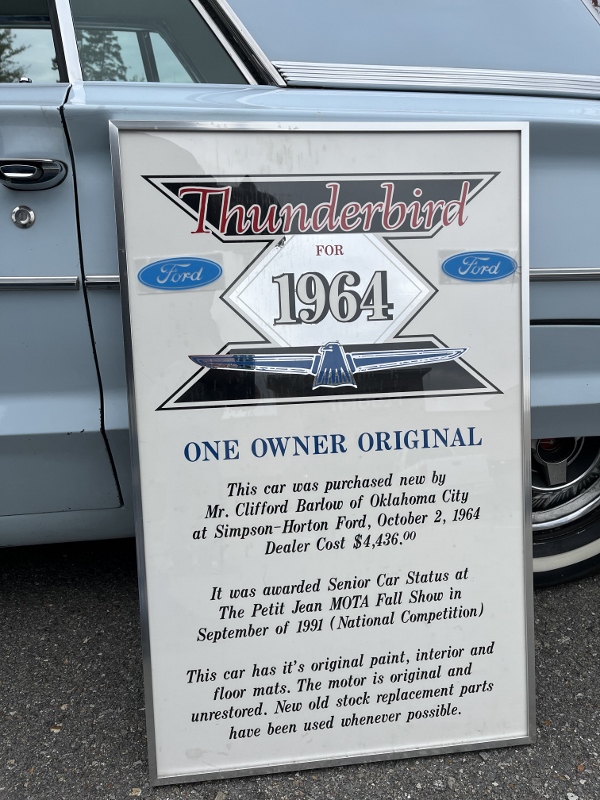 Thunderbird
FOR
1964
Ford
Ford
ONE OWNER ORIGINAL
This car was purchased new by
Mr. Clifford Barlow of Oklahoma City
at Simpson-Horton Ford, October 2, 1964
Dealer Cost $4,436.00
It was awarded Senior Car Status at
The Petit Jean MOTA Fall Show in
September of 1991 (National Competition)
This car has it's original paint, interior and
floor mats. The motor is original and
unrestored. New old stock replacement parts
have been used whenever possible.